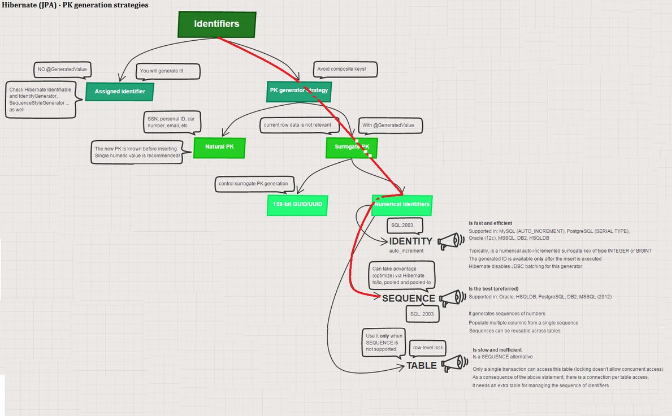 Hibernate (JPA) - PK generation strategies
Identifiers
NO @GeneratedValue
You will generate it
Avoid composite keys!
Check Hibernate Identifiable
and IdentityGenerator,
SequenceStyleGenerator ...
as well
Assigned identifier
PK generator strategy
SSN, personal ID, car
number, email, etc
current row data is not relevant
With @GeneratedValue
The new PK is known before inserting
Single numeric value is recommended!
Natural PK
Surrogate PK
control surrogate PK generation
128-bit GUID/UUID
Numerical identifiers
SQL:2003
IDENTITY
auto_increment
Is fast and efficient
Supported in: MySQL (AUTO_INCREMENT), PostgreSQL (SERIAL TYPE),
Oracle (12c), MSSQL, DB2, HSQLDB
Typically, is a numerical auto-incremented surrogate key of type INTEGER or BIGINT
The generated ID is available only after the insert is executed
Hibernate disables JDBC batching for this generator
Can take advantage
(optimize) via Hibernate
hi/lo, pooled and pooled-lo
SEQUENCE
SQL: 2003
Is the best (preferred)
Supported in: Oracle, HSQLDB, PostgreSQL, DB2, MSSQL (2012)
It generates sequences of numbers
Populate multiple columns from a single sequence
Sequences can be reusable across tables
Use it only when
SEQUENCE is
not supported
row-level lock
TABLE
Is slow and inefficient
Is a SEQUENCE alternative
Only a single transaction can access this table (locking doesn't allow concurrent access)
As a consequence of the above statement, there is a connection per table access
It needs an extra table for managing the sequence of identifiers